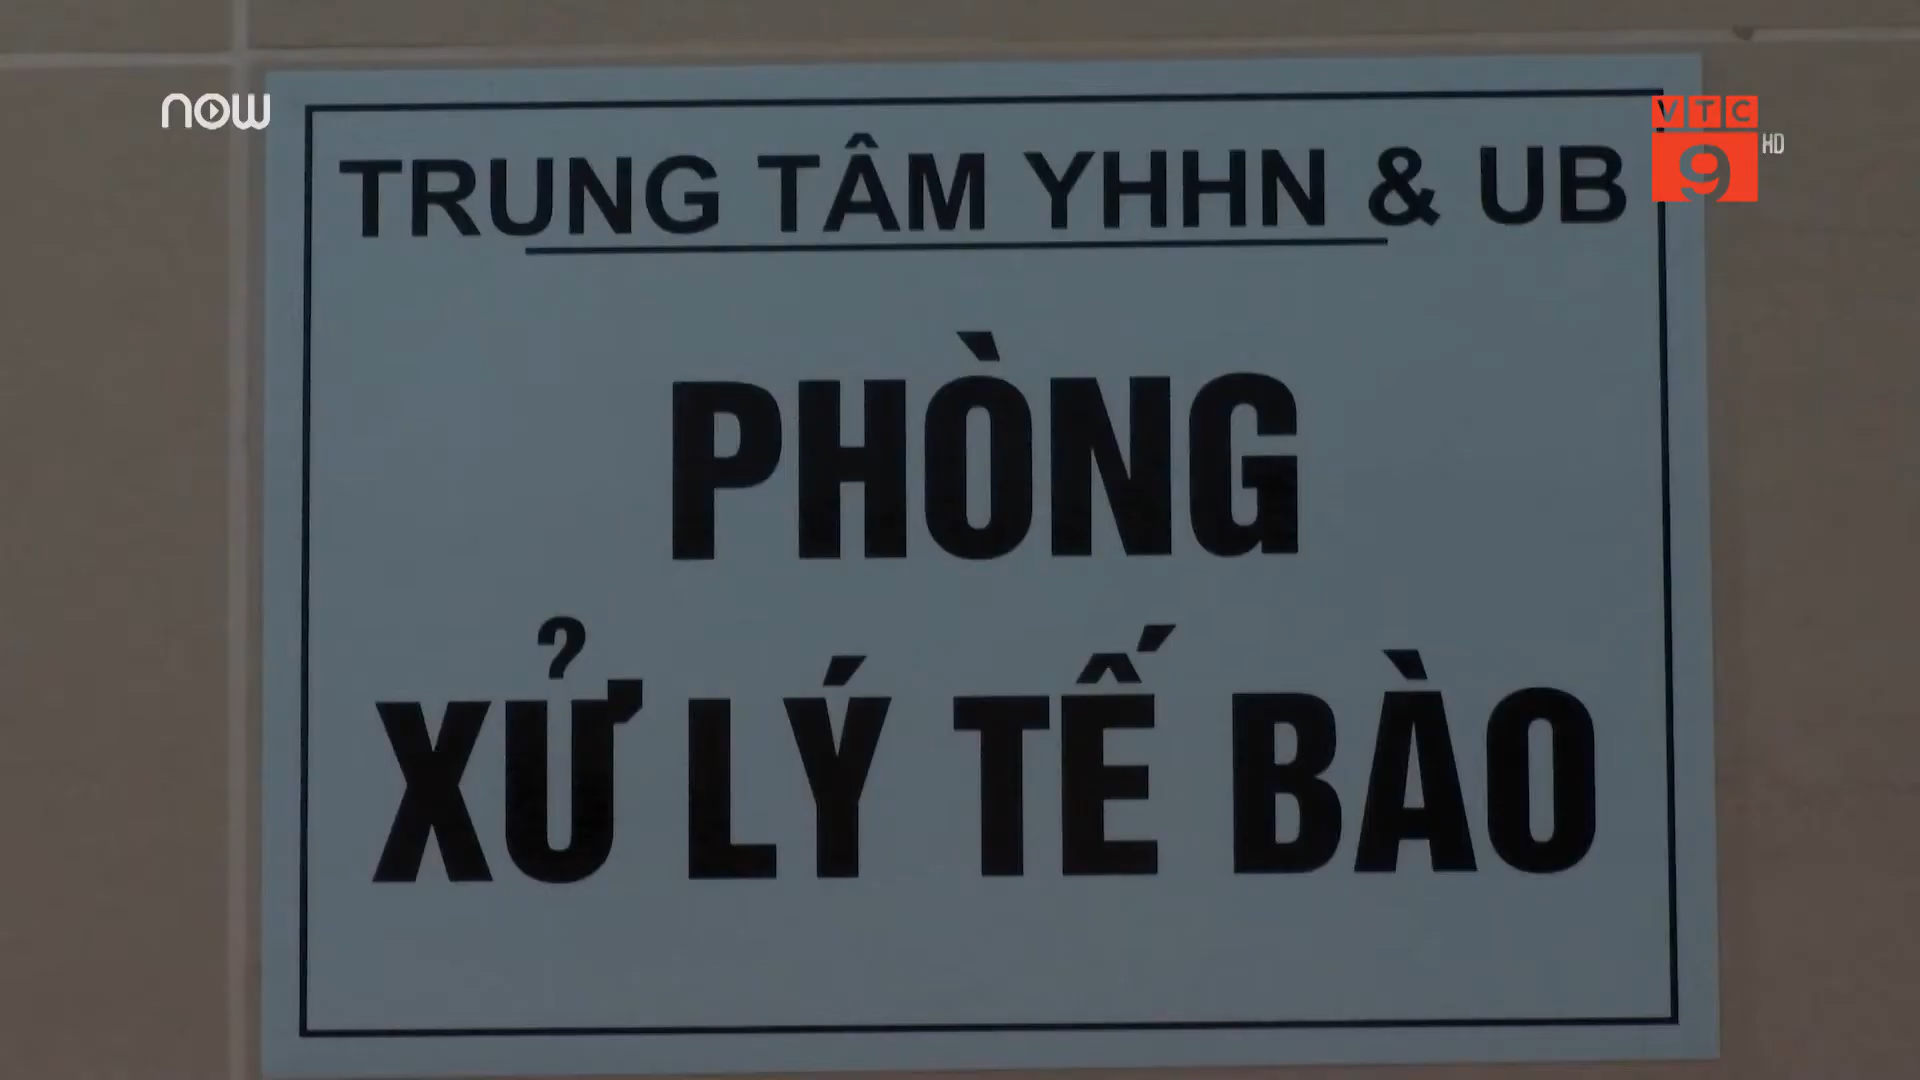 now
VTC
9 HD
TRUNG TÂM YHHN & UB
PHÒNG
XỬ LÝ TẾ BÀO